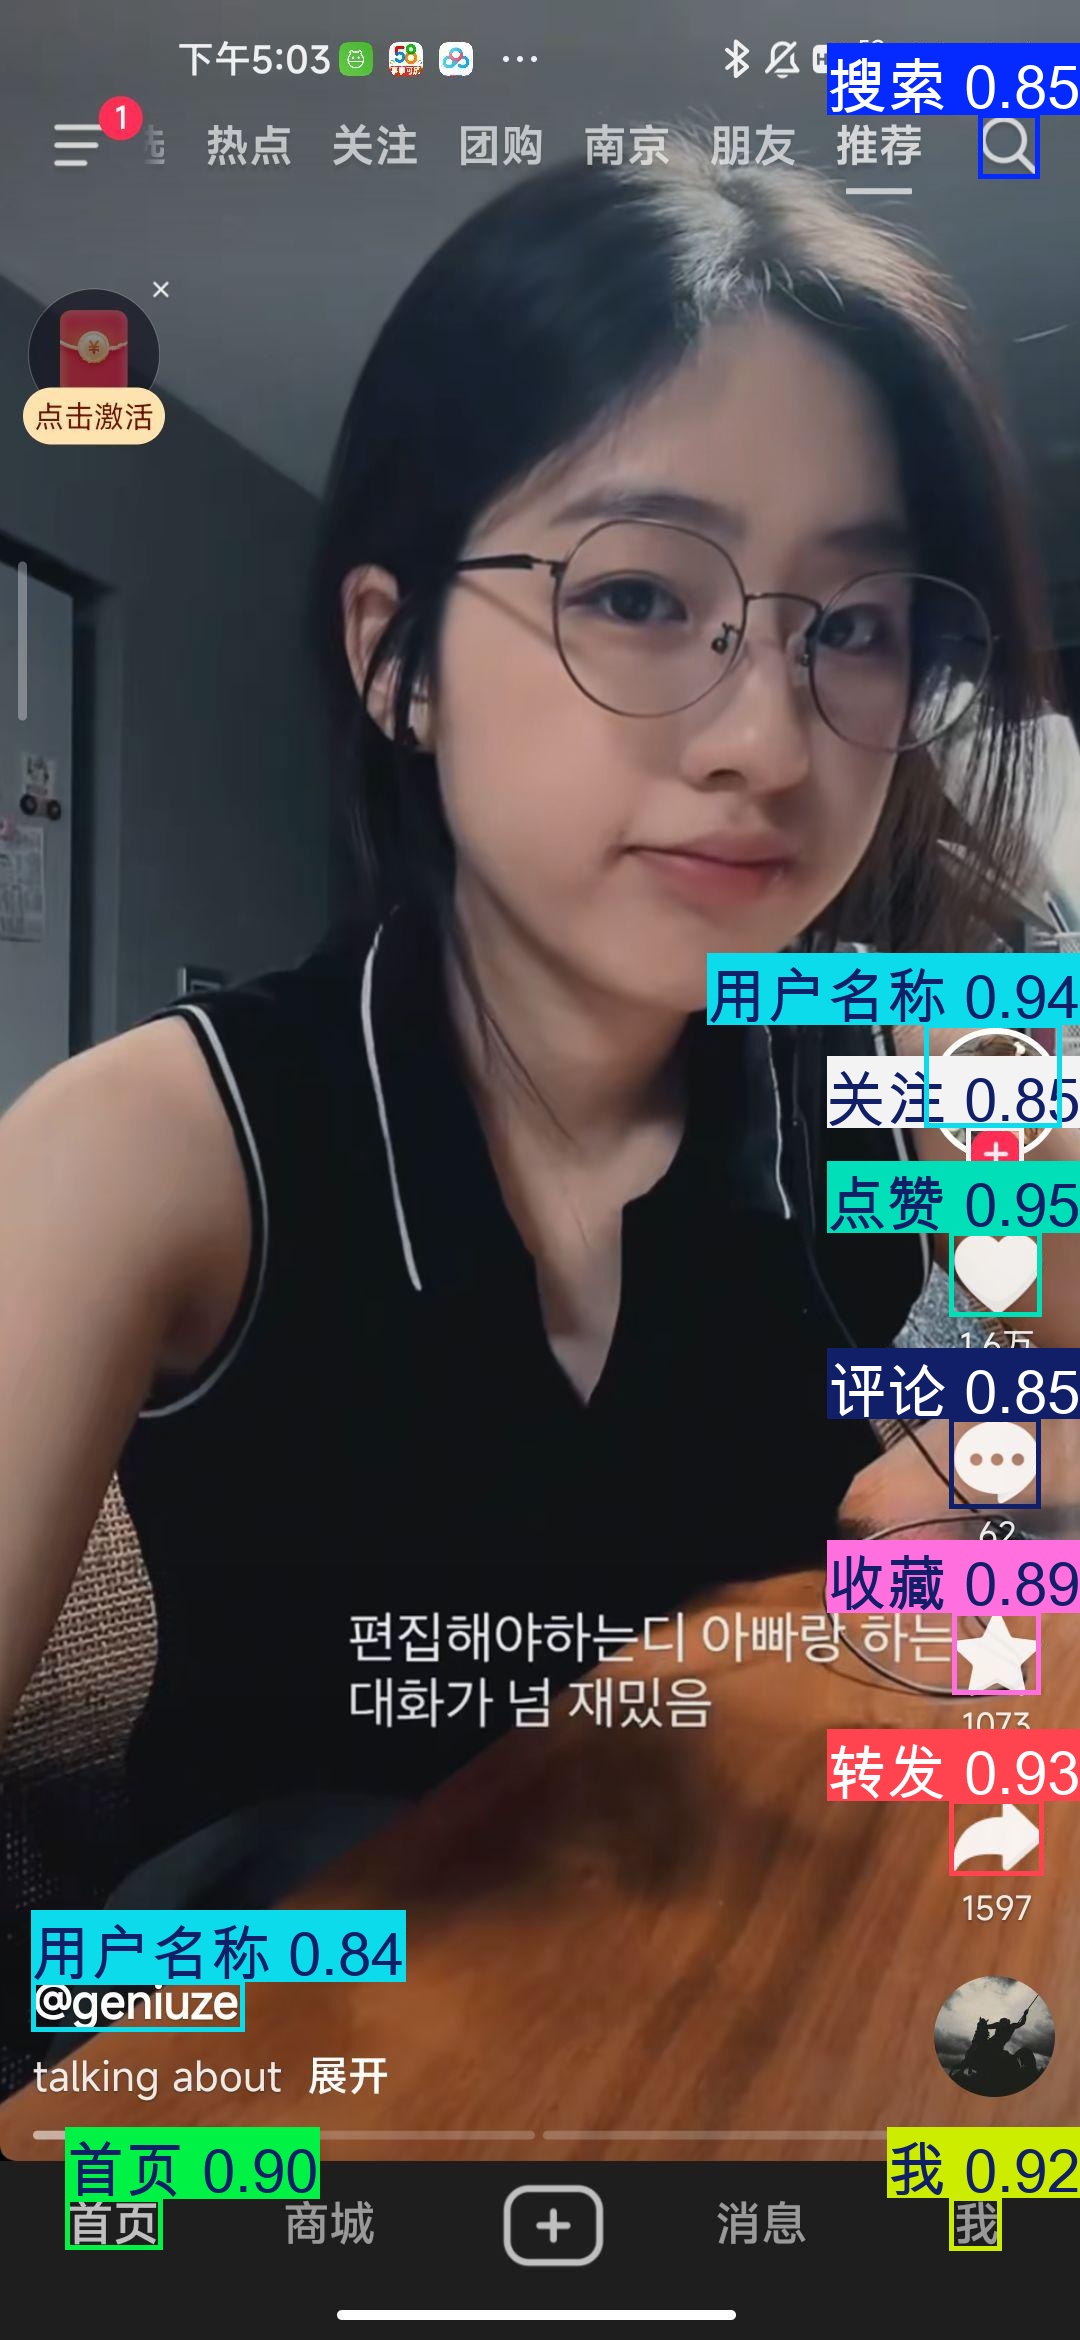 下午5:03
58
搜索 0.85
1
热点 关注 团购 南京 朋友 推荐
点击激活
用户名称 0.94
关注 0.85
点赞 0.95
1.6万
评论 0.85
62
收藏 0.89
편집해야하는디 아빠랑 하는
대화가 넘 재밌음
1073
转发 0.93
1597
用户名称 0.84
@geniuze
talking about 展开
首页 0.90
我 0.92
首页 商城 消息 我